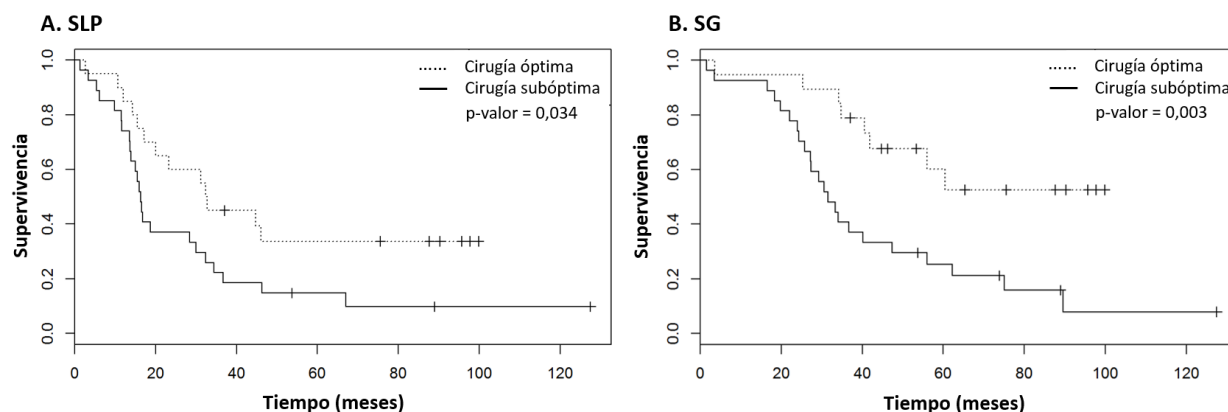 A. SLP
Supervivencia
1.0
0.8
0.6
0.4
0.2
0.0
Cirugía óptima
Cirugía subóptima
p-valor = 0,034
0 20 40 60 80 100 120
Tiempo (meses)
B. SG
Supervivencia
1.0
0.8
0.6
0.4
0.2
0.0
Cirugía óptima
Cirugía subóptima
p-valor = 0,003
0 20 40 60 80 100 120
Tiempo (meses)